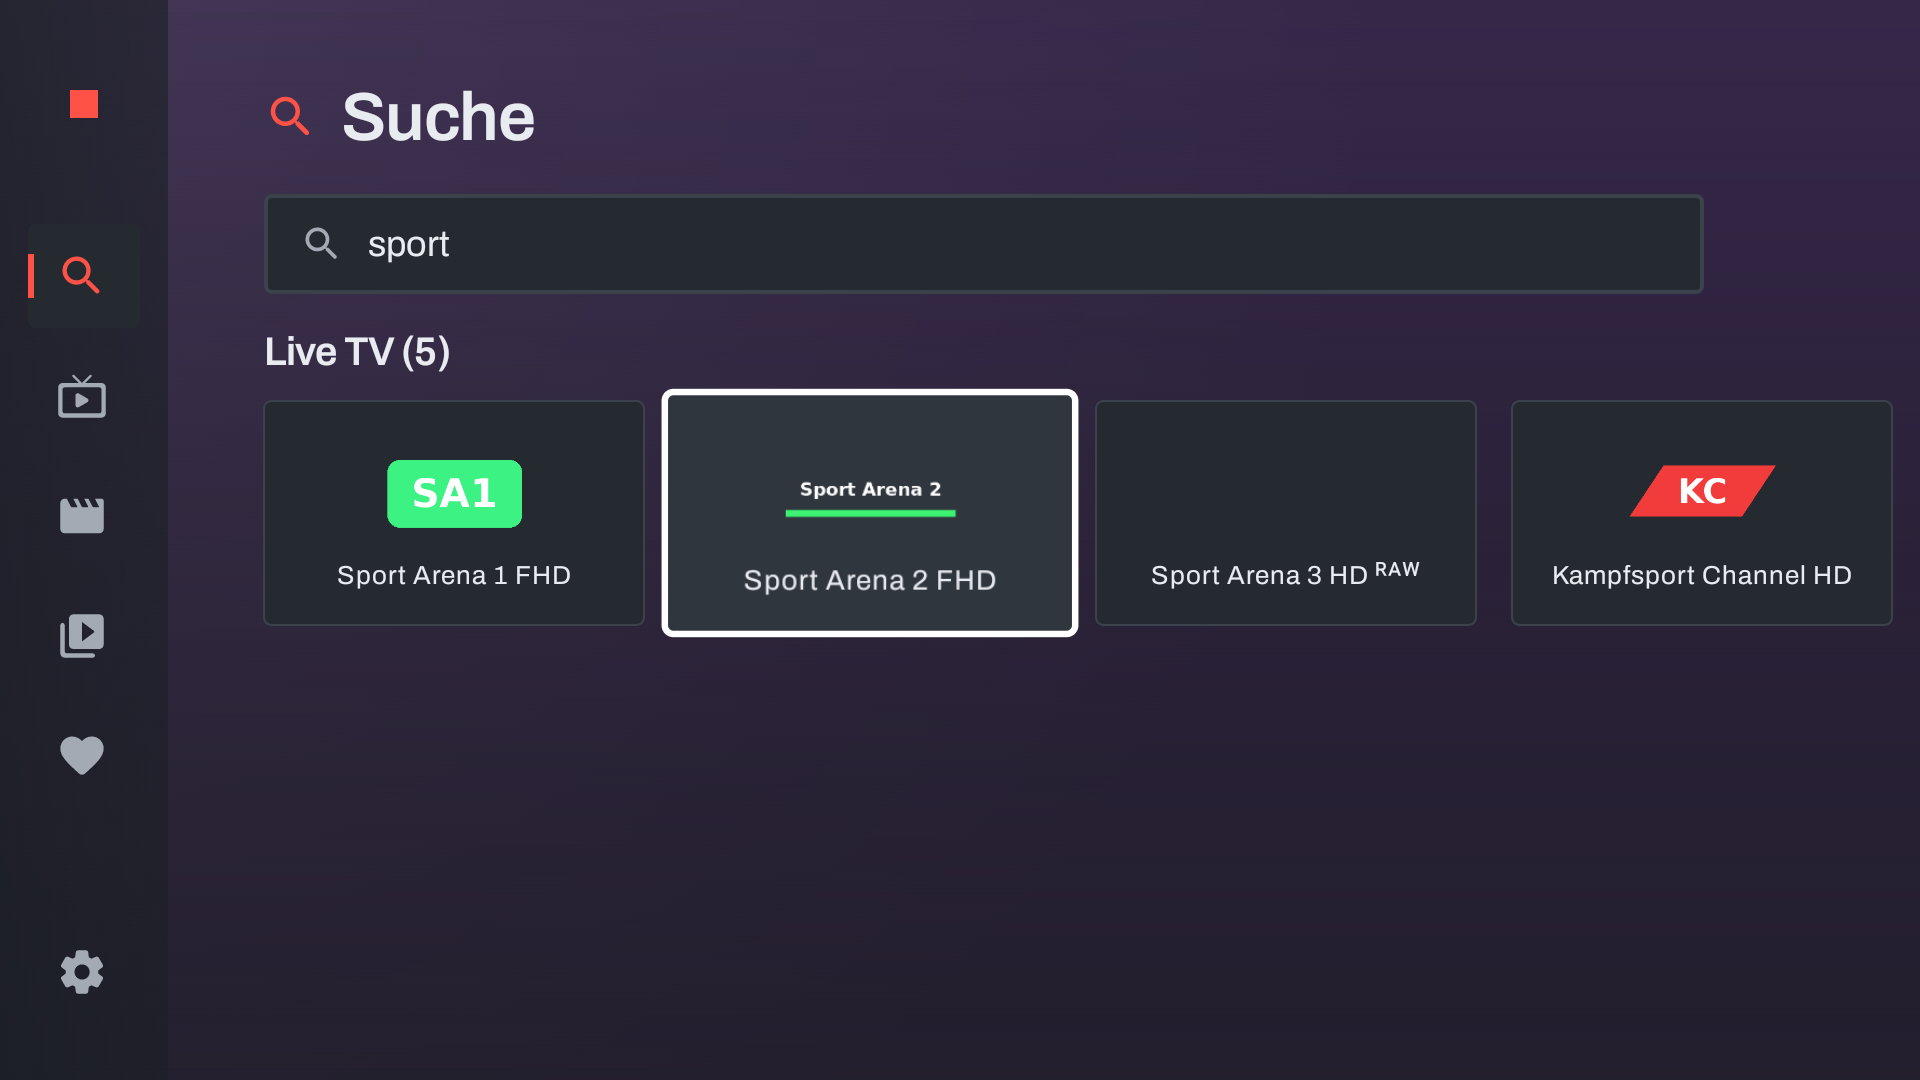 Suche
sport
Live TV (5)
SA1
Sport Arena 1 FHD
Sport Arena 2
Sport Arena 2 FHD
Sport Arena 3 HD ᴿᴬᵂ
KC
Kampfsport Channel HD